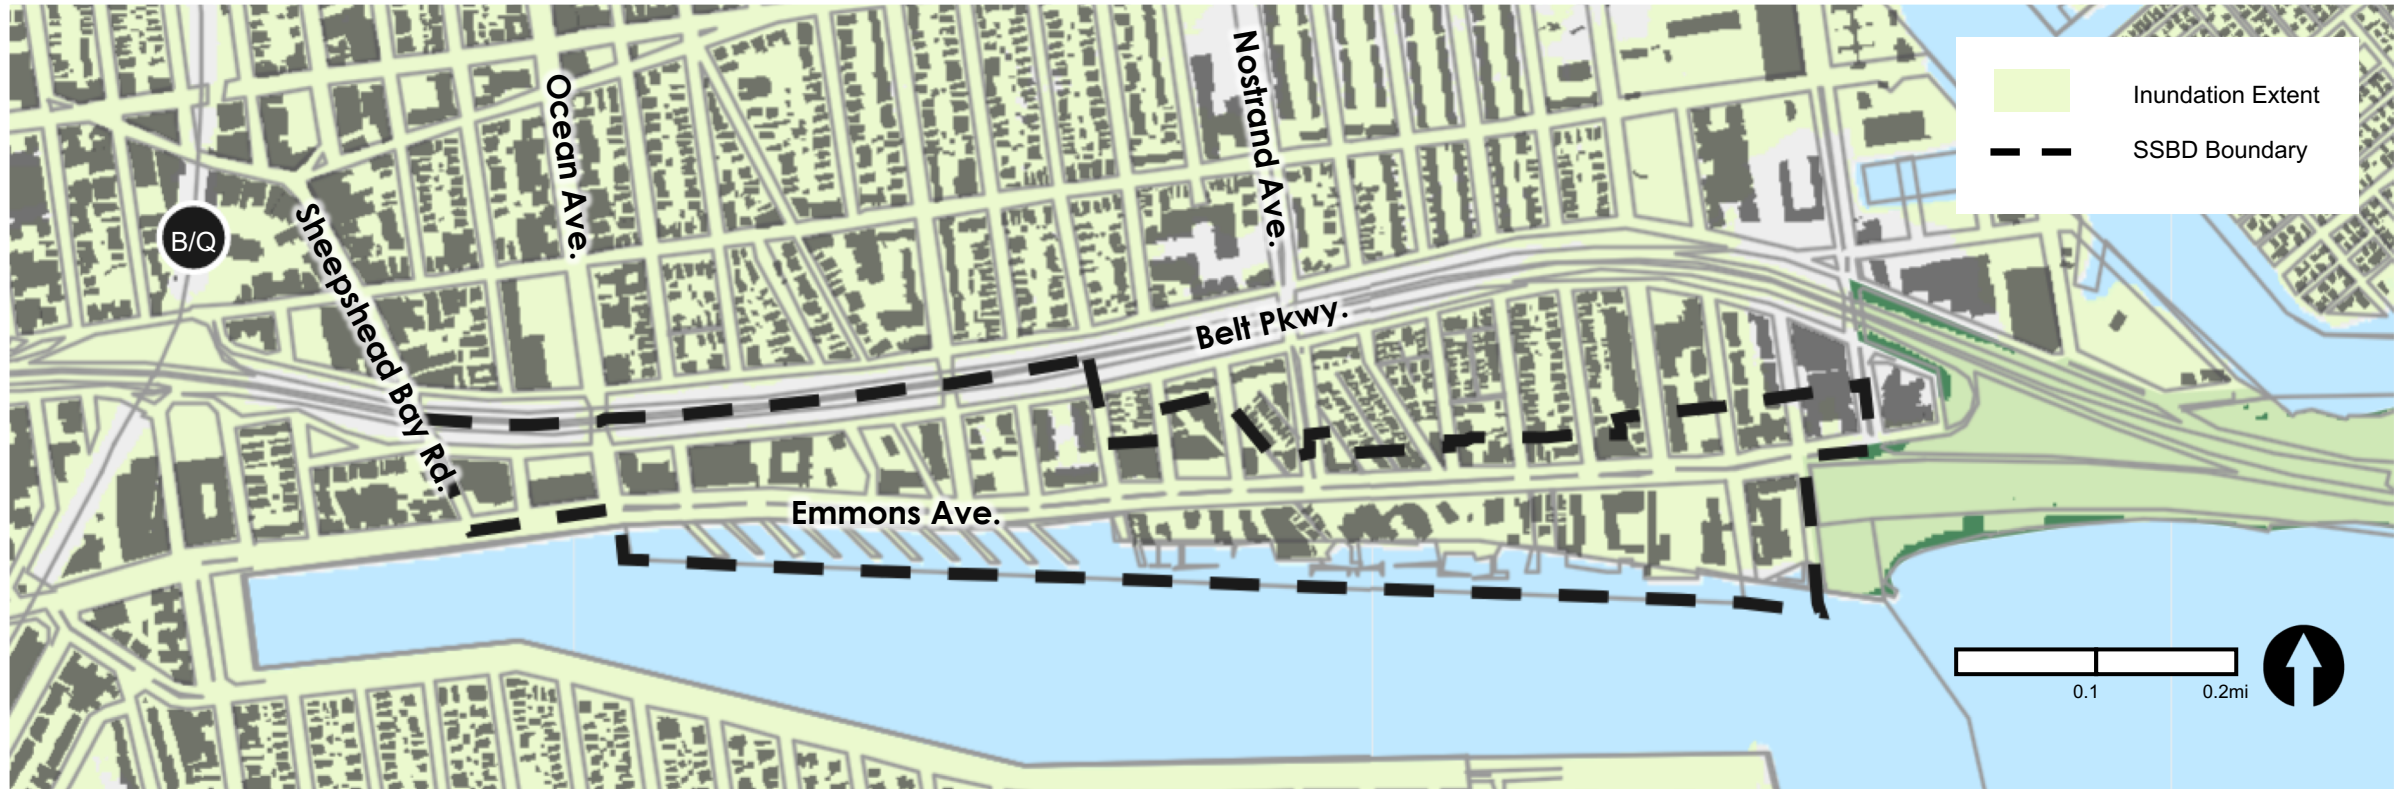 Inundation Extent
SSBD Boundary
Ocean Ave.
Nostrand Ave.
B/Q
Sheepshead Bay Rd.
Belt Pkwy.
Emmons Ave.
0.1
0.2mi